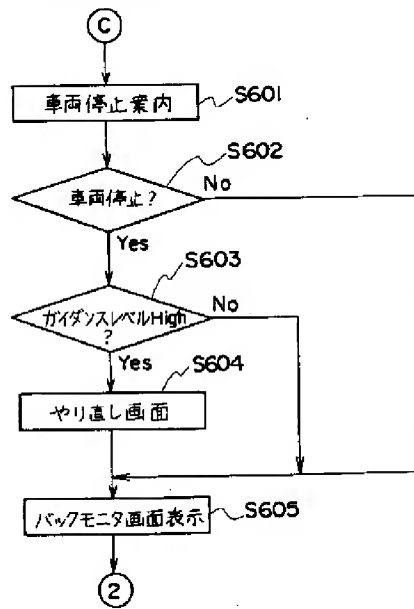 C
車両停止案内
S601
S602
車両停止?
No
Yes
S603
ガイダンスレベルHigh
?
No
Yes
S604
やり直し画面
バックモニタ画面表示
S605
2